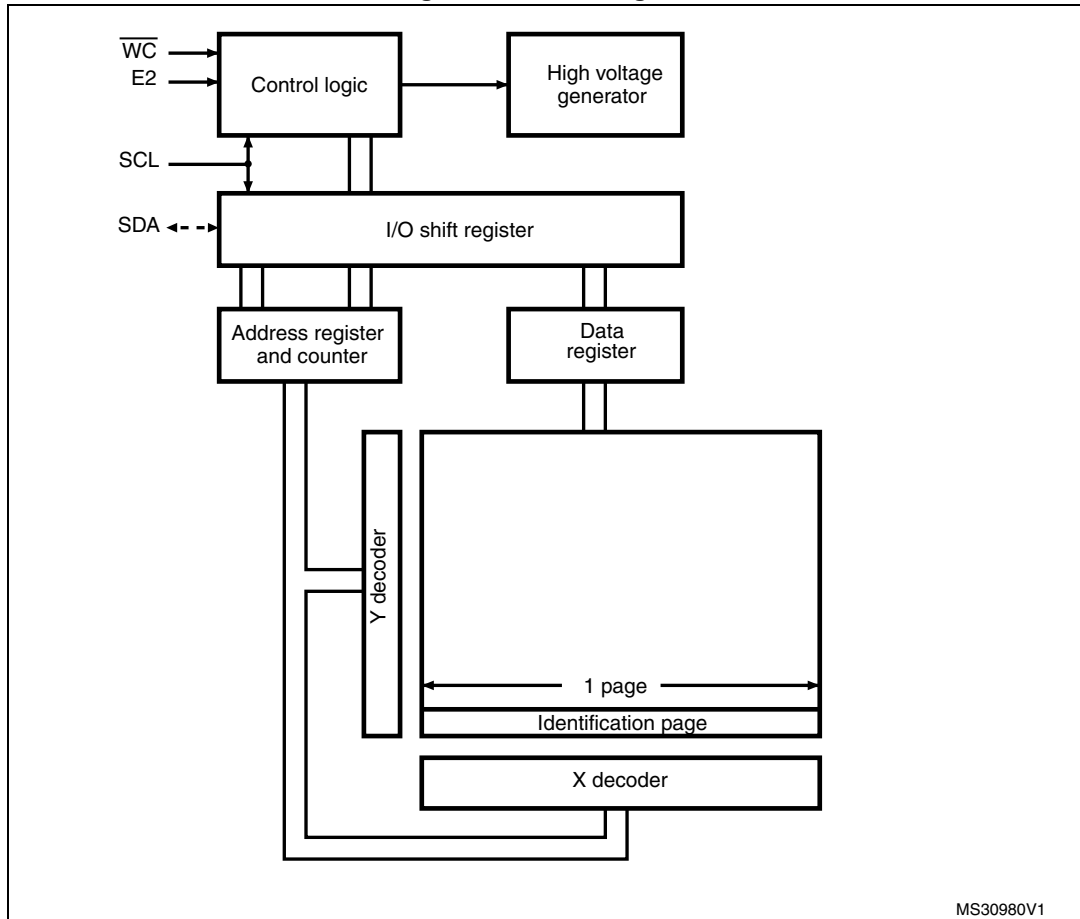 W̅C̅
E2
Control logic
High voltage
generator
SCL
SDA
I/O shift register
Address register
and counter
Data
register
Y decoder
1 page
Identification page
X decoder
MS30980V1